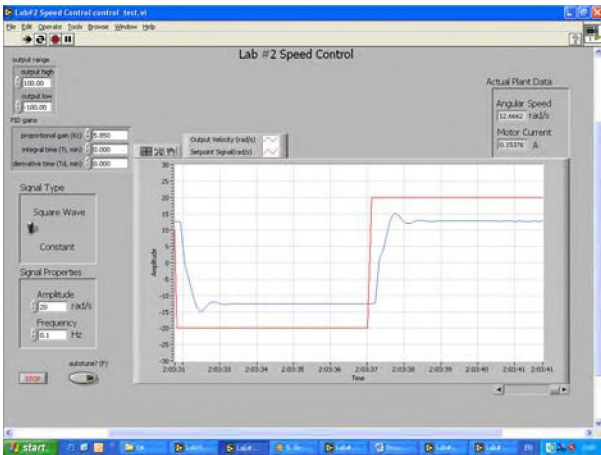 Lab#2 Speed Control control test.vi
File Edit Operate Tools Browse Window Help
Lab #2 Speed Control
output range
output high
100.00
output low
-100.00
PID gains
proportional gain (Kc) 5.850
integral time (Ti, min) 0.000
derivative time (Td, min) 0.000
Output Velocity (rad/s)
Setpoint Signal(rad/s)
Actual Plant Data
Angular Speed
12.6662 rad/s
Motor Current
0.15376 A
Signal Type
Square Wave
Constant
Signal Properties
Amplitude
20 rad/s
Frequency
0.1 Hz
autotune? (F)
STOP
Amplitude
30
25
20
15
10
5
0
-5
-10
-15
-20
-25
-30
2:03:31 2:03:33 2:03:34 2:03:35 2:03:36 2:03:37 2:03:38 2:03:39 2:03:40 2:03:41 2:03:41
Time
start
EN